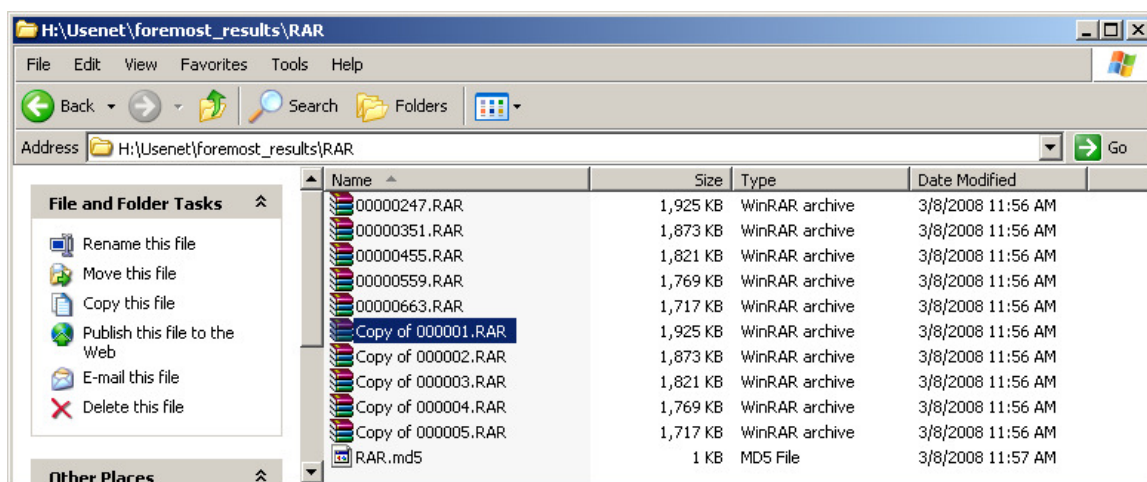 H:\Usenet\foremost_results\RAR
File Edit View Favorites Tools Help
Back Search Folders
Address H:\Usenet\foremost_results\RAR Go
Name Size Type Date Modified
File and Folder Tasks
Rename this file
Move this file
Copy this file
Publish this file to the
Web
E-mail this file
Delete this file
Other Places
00000247.RAR 1,925 KB WinRAR archive 3/8/2008 11:56 AM
00000351.RAR 1,873 KB WinRAR archive 3/8/2008 11:56 AM
00000455.RAR 1,821 KB WinRAR archive 3/8/2008 11:56 AM
00000559.RAR 1,769 KB WinRAR archive 3/8/2008 11:56 AM
00000663.RAR 1,717 KB WinRAR archive 3/8/2008 11:56 AM
Copy of 000001.RAR 1,925 KB WinRAR archive 3/8/2008 11:56 AM
Copy of 000002.RAR 1,873 KB WinRAR archive 3/8/2008 11:56 AM
Copy of 000003.RAR 1,821 KB WinRAR archive 3/8/2008 11:56 AM
Copy of 000004.RAR 1,769 KB WinRAR archive 3/8/2008 11:56 AM
Copy of 000005.RAR 1,717 KB WinRAR archive 3/8/2008 11:56 AM
RAR.md5 1 KB MD5 File 3/8/2008 11:57 AM